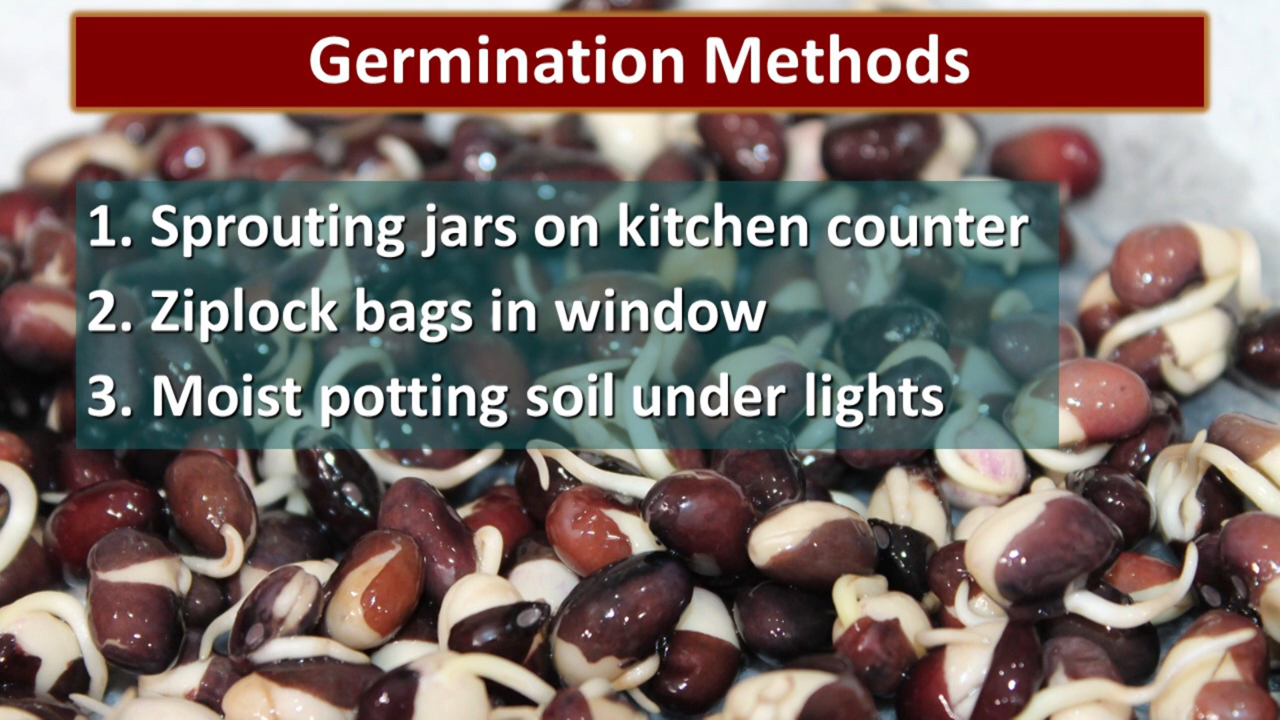 Germination Methods
1. Sprouting jars on kitchen counter
2. Ziplock bags in window
3. Moist potting soil under lights